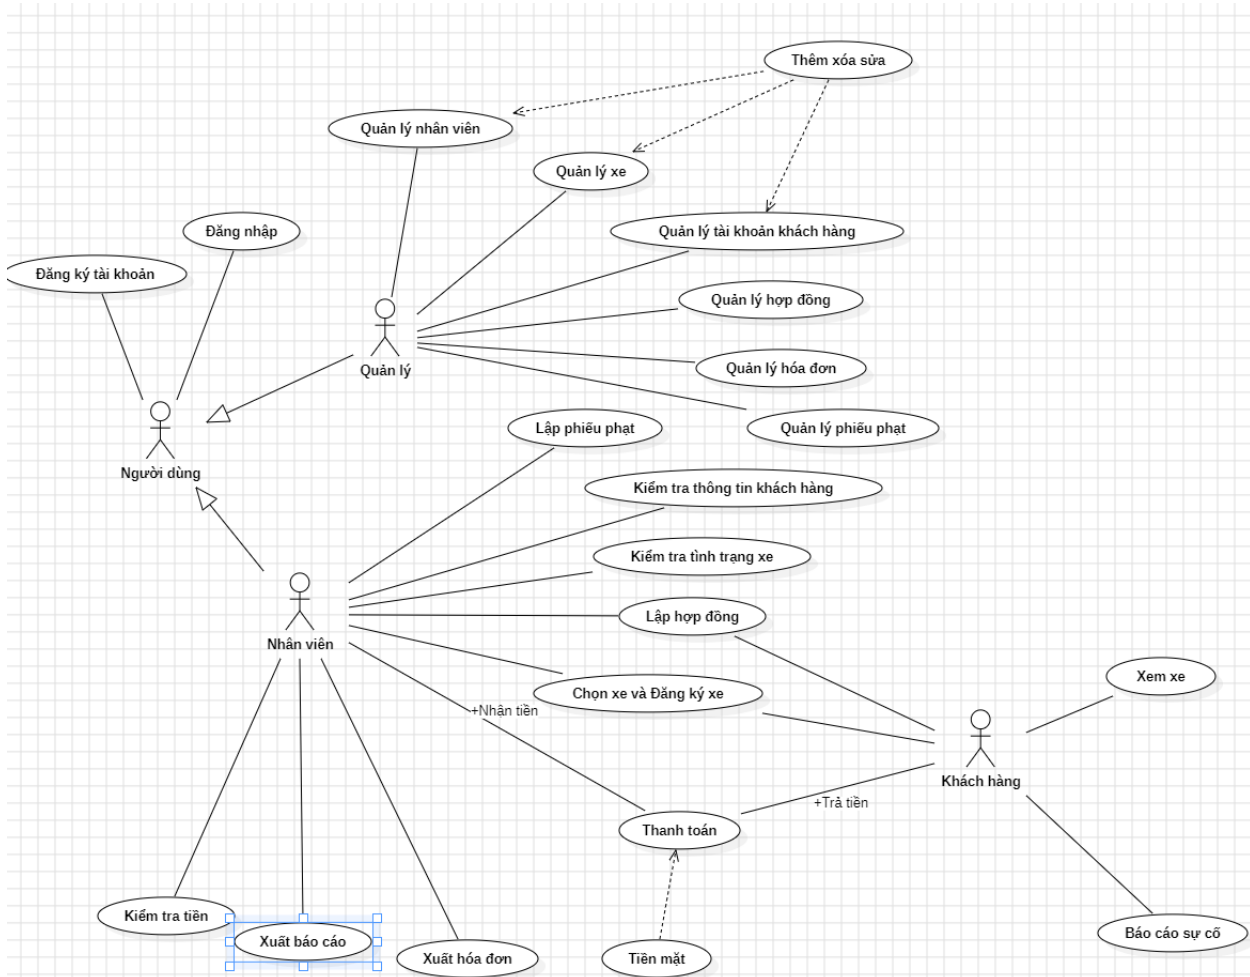 Thêm xóa sửa
Quản lý nhân viên
Quản lý xe
Đăng nhập
Quản lý tài khoản khách hàng
Đăng ký tài khoản
Quản lý hợp đồng
Quản lý
Quản lý hóa đơn
Lập phiếu phạt
Quản lý phiếu phạt
Người dùng
Kiểm tra thông tin khách hàng
Kiểm tra tình trạng xe
Lập hợp đồng
Nhân viên
Xem xe
Chọn xe và Đăng ký xe
+Nhận tiền
Khách hàng
+Trả tiền
Thanh toán
Kiểm tra tiền
Báo cáo sự cố
Xuất báo cáo
Xuất hóa đơn
Tiền mặt